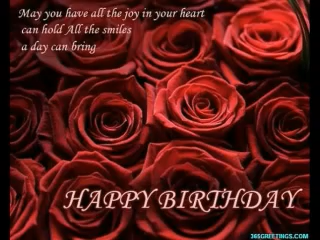 May you have all the joy in your heart
can hold All the smiles
a day can bring
HAPPY BIRTHDAY
365GREETINGS.COM